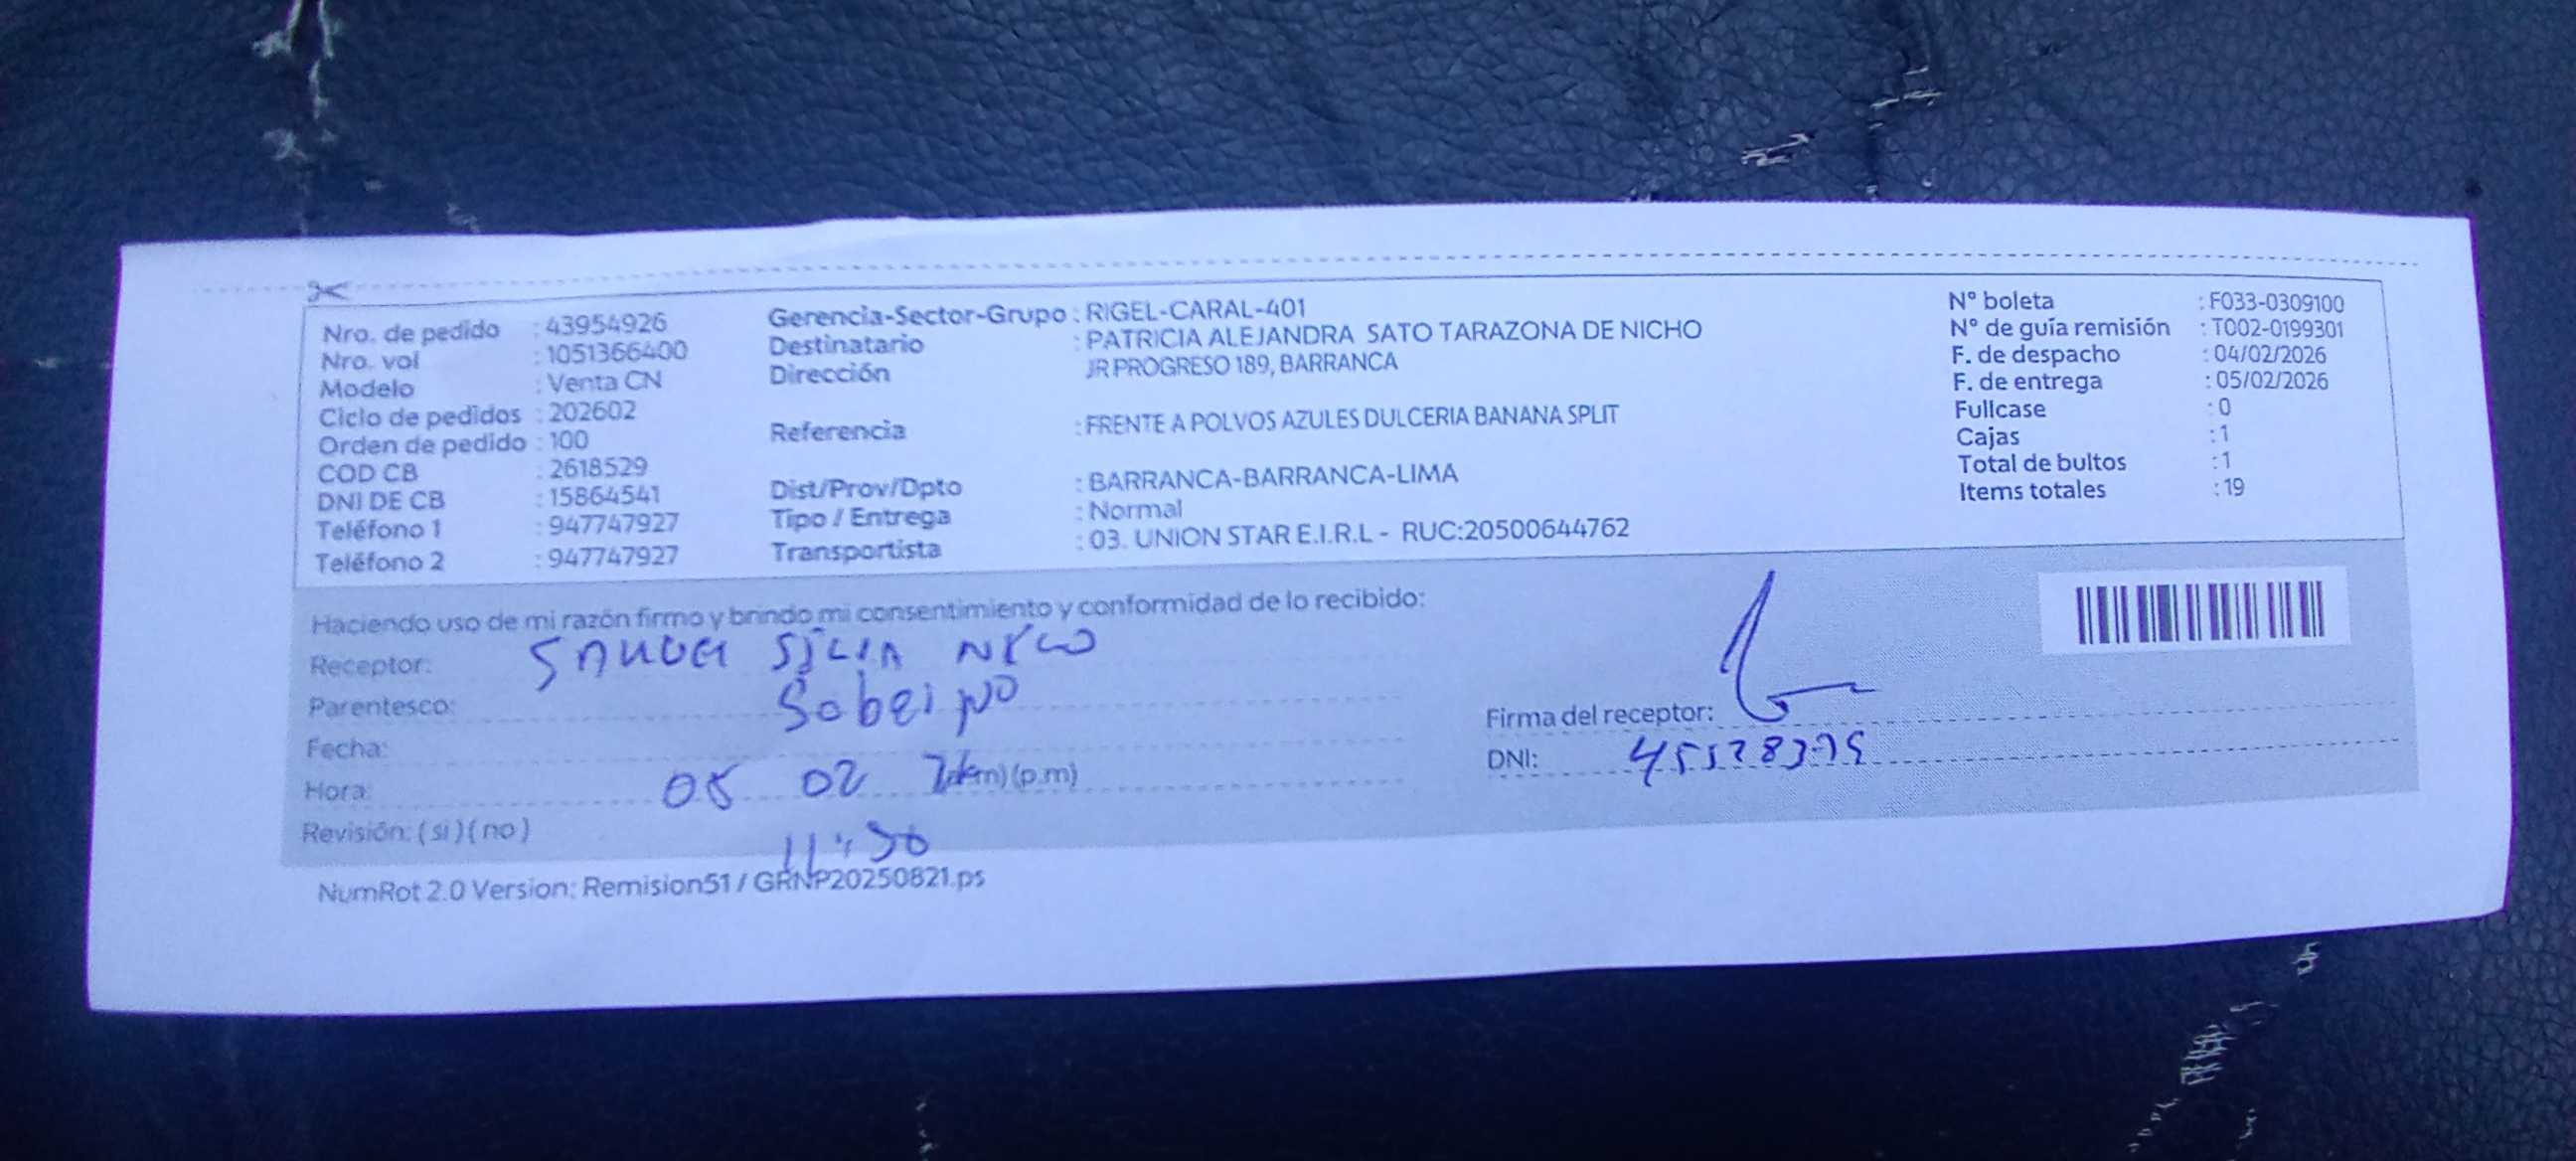 Nro. de pedido : 43954926
Nro. vol : 1051366400
Modelo : Venta CN
Ciclo de pedidos : 202602
Orden de pedido : 100
COD CB : 2618529
DNI DE CB : 15864541
Teléfono 1 : 947747927
Teléfono 2 : 947747927
Gerencia-Sector-Grupo : RIGEL-CARAL-401
Destinatario : PATRICIA ALEJANDRA SATO TARAZONA DE NICHO
Dirección JR PROGRESO 189, BARRANCA
Referencia : FRENTE A POLVOS AZULES DULCERIA BANANA SPLIT
Dist/Prov/Dpto : BARRANCA-BARRANCA-LIMA
Tipo / Entrega : Normal
Transportista : 03. UNION STAR E.I.R.L - RUC:20500644762
N° boleta : F033-0309100
N° de guía remisión : T002-0199301
F. de despacho : 04/02/2026
F. de entrega : 05/02/2026
Fullcase : 0
Cajas : 1
Total de bultos : 1
Items totales : 19
Haciendo uso de mi razón firmo y brindo mi consentimiento y conformidad de lo recibido:
Receptor:
Parentesco: Sobeino
Fecha:
Hora: 05 02 (p.m)
Revisión: ( si ) ( no )
11:30
Firma del receptor:
DNI:
NumRot 2.0 Version: Remision51 / GRNP20250821.ps